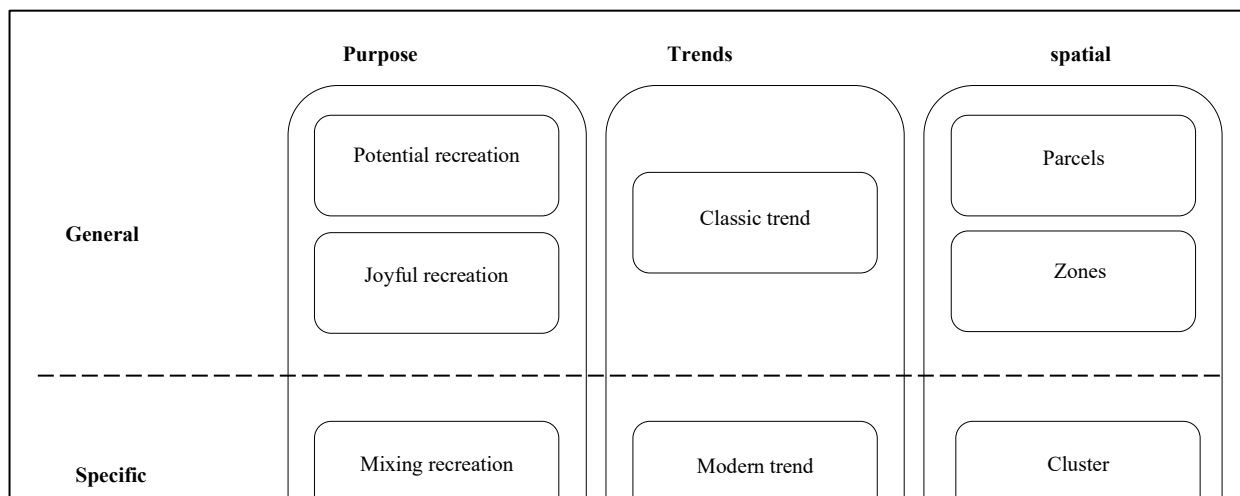 Purpose
Trends
spatial
General
Potential recreation
Joyful recreation
Classic trend
Parcels
Zones
Specific
Mixing recreation
Modern trend
Cluster